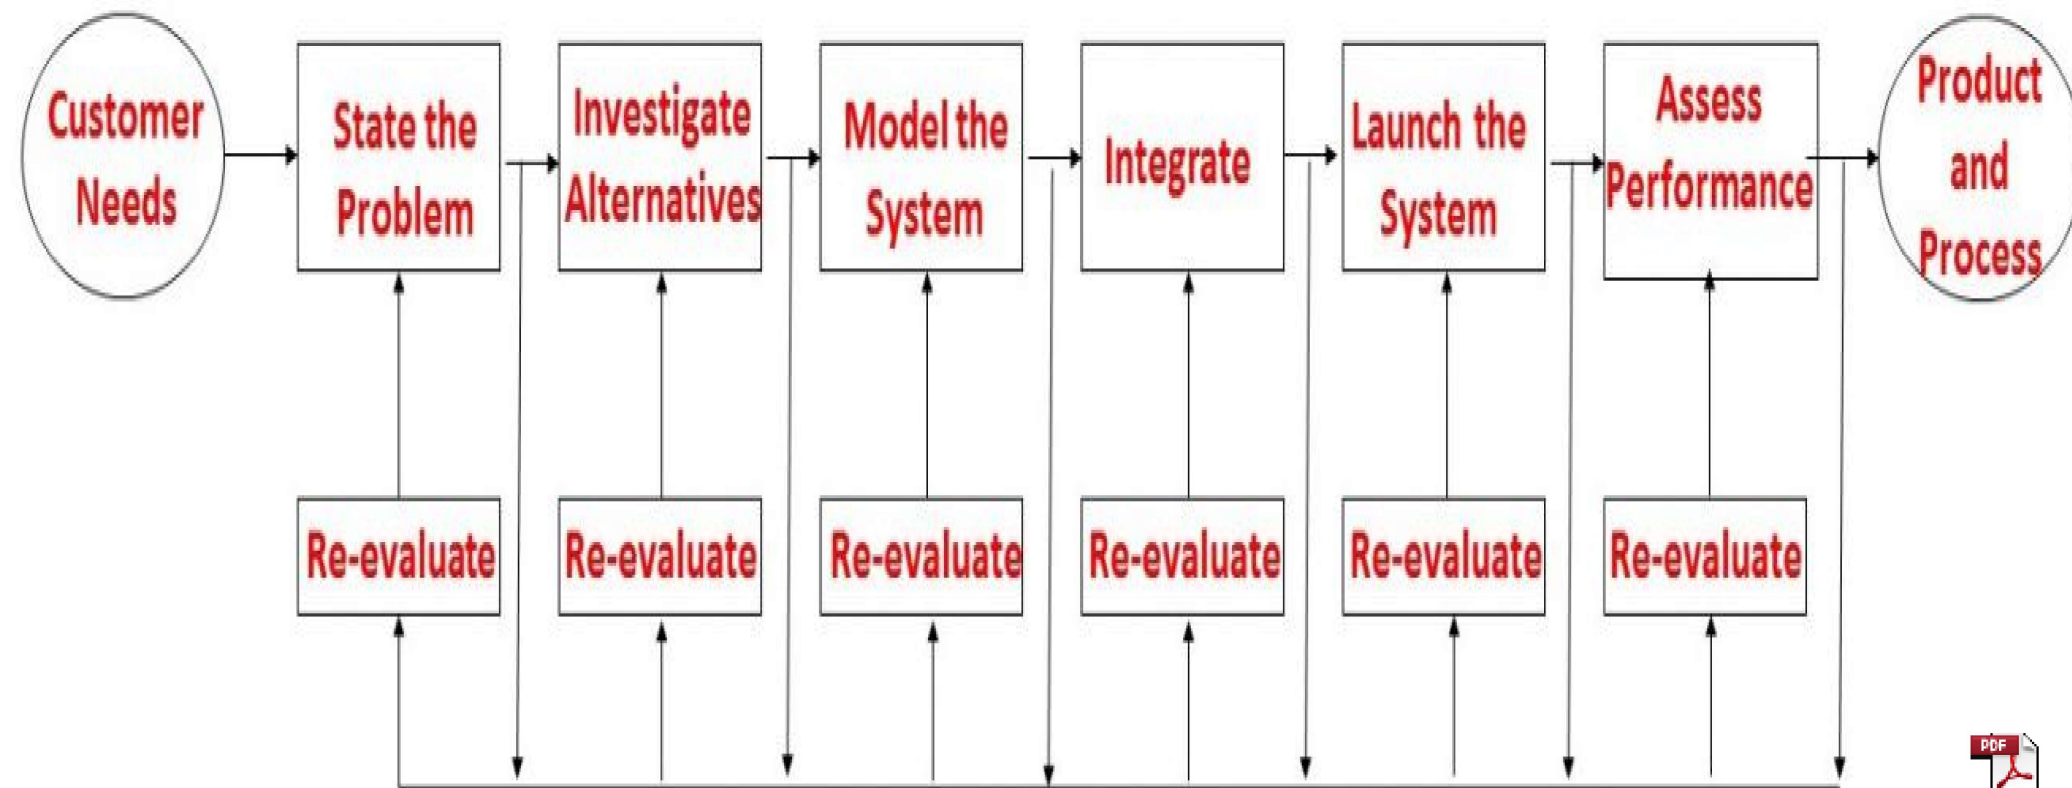 Customer
Needs
State the
Problem
Investigate
Alternatives
Model the
System
Integrate
Launch the
System
Assess
Performance
Product
and
Process
Re-evaluate
Re-evaluate
Re-evaluate
Re-evaluate
Re-evaluate
Re-evaluate
PDF